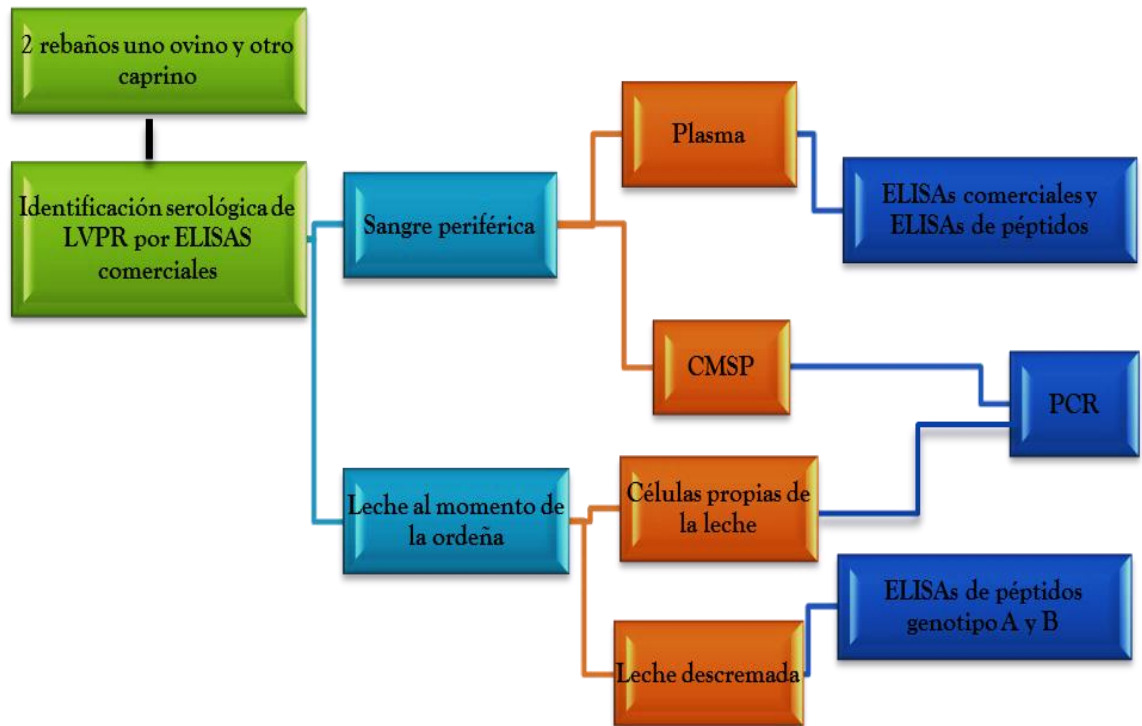 2 rebaños uno ovino y otro
caprino
Identificación serológica de
LVPR por ELISAS
comerciales
Sangre periférica
Plasma
ELISAs comerciales y
ELISAs de péptidos
CMSP
PCR
Leche al momento de
la ordeña
Células propias de
la leche
ELISAs de péptidos
genotipo A y B
Leche descremada